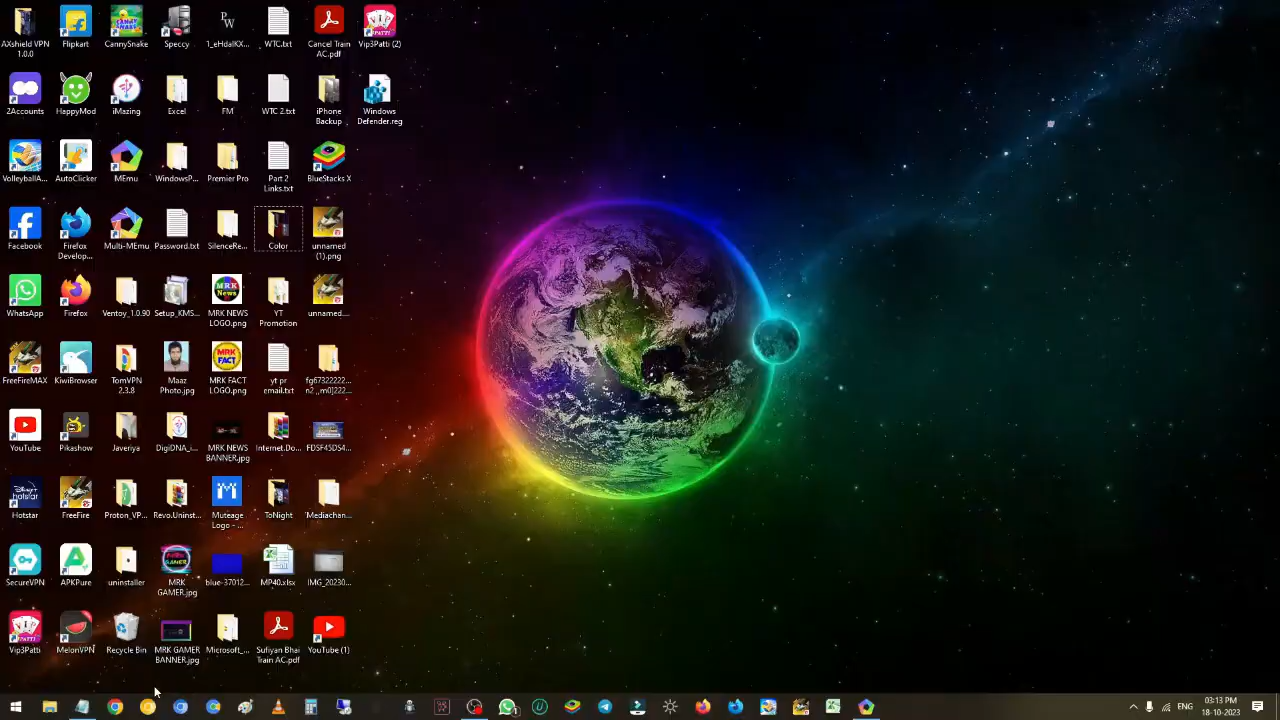 AXshield VPN
1.0.0
Flipkart
CannySnake
Speccy
1_eHdalKX...
WTC.txt
Cancel Train
AC.pdf
Vip3Patti (2)
2Accounts
HappyMod
iMazing
Excel
FM
WTC 2.txt
iPhone
Backup
Windows
Defender.reg
VolleyballA...
AutoClicker
MEmu
WindowsP...
Premier Pro
Part 2
Links.txt
BlueStacks X
Facebook
Firefox
Develop...
Multi-MEmu
Password.txt
SilenceRe...
Color
unnamed
(1).png
WhatsApp
Firefox
Ventoy_1.0.90
Setup_KMS...
MRK
News
MRK NEWS
LOGO.png
YT
Promotion
unnamed....
FreeFireMAX
KiwiBrowser
TomVPN
2.3.8
Maaz
Photo.jpg
MRK
FACT
MRK FACT
LOGO.png
yt pr
email.txt
YouTube
Pikashow
Javeriya
DigiDNA_i...
MRK NEWS
BANNER.jpg
Internet.Do...
FDSF45DS4...
Hotstar
FreeFire
Proton_VP...
Revo.Uninst...
Muteage
Logo - ...
ToNight
'Mediachan...
SecureVPN
APKPure
uninstaller
MRK
GAMER.jpg
blue-37012...
MP40.xlsx
IMG_20230...
Vip3Patti
MelonVPN
Recycle Bin
MRK GAMER
BANNER.jpg
Microsoft_...
Sufiyan Bhai
Train AC.pdf
YouTube (1)
ENG
03:13 PM
18-10-2023